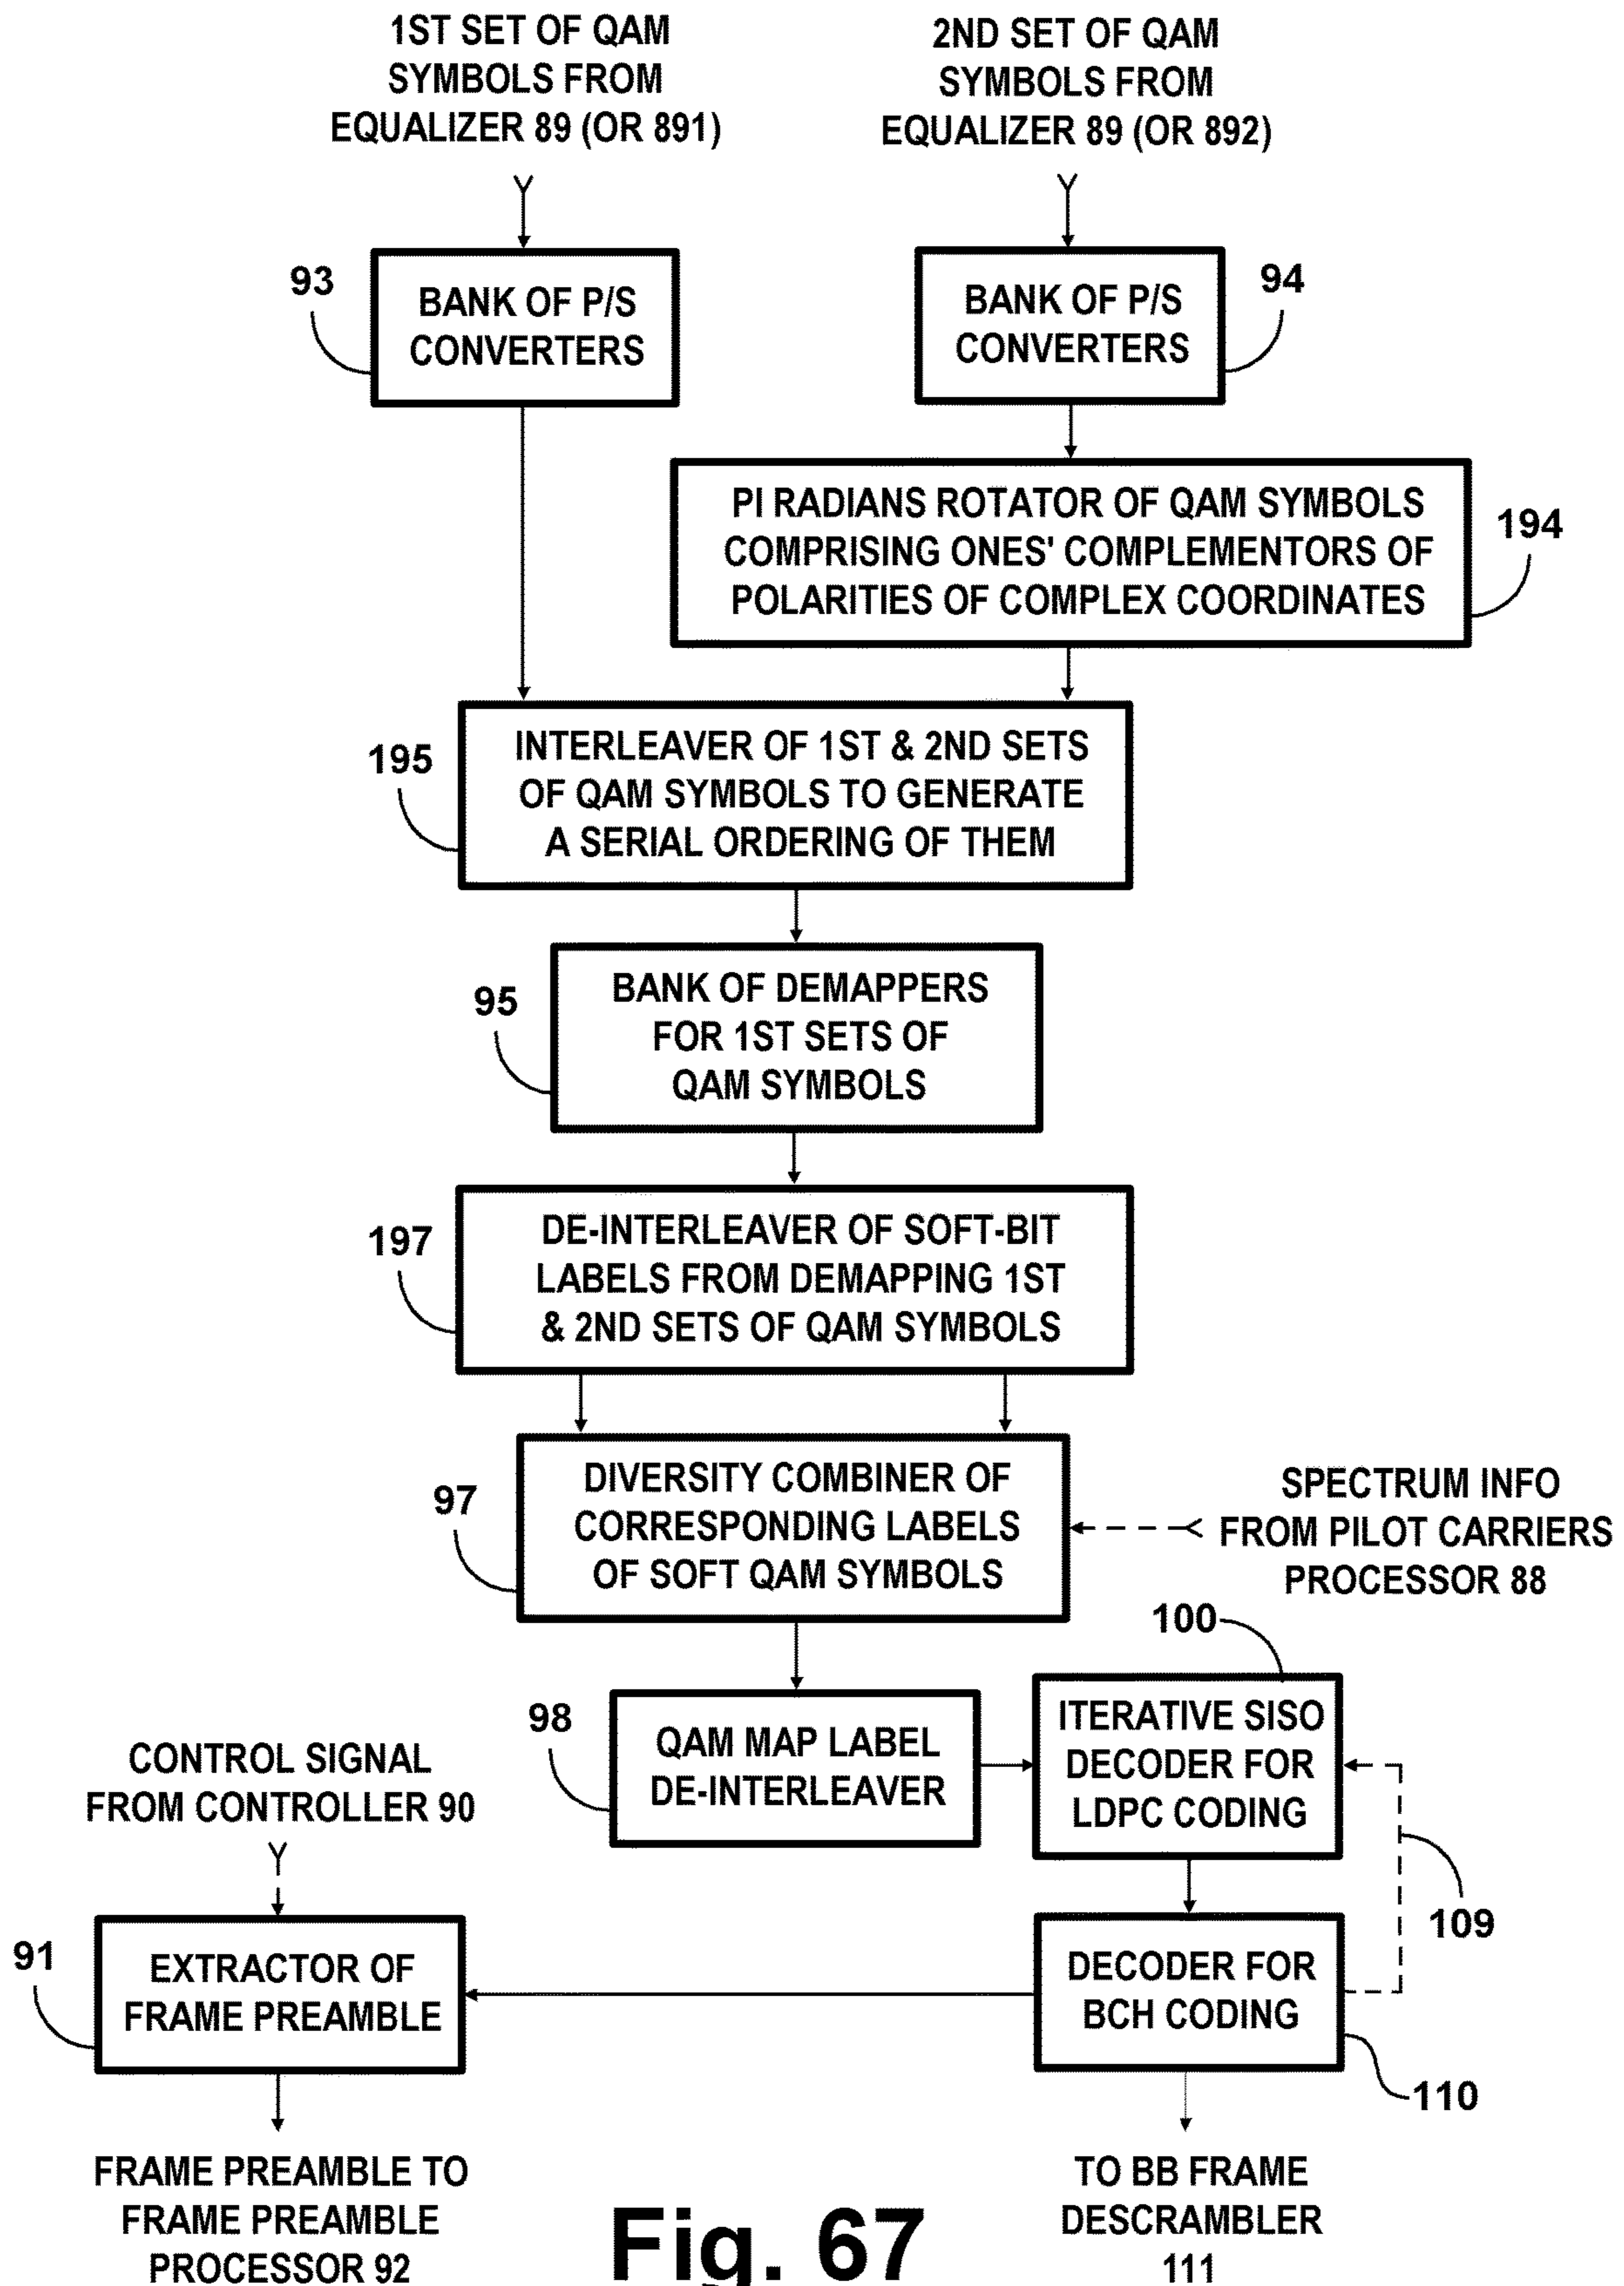 1ST SET OF QAM
SYMBOLS FROM
EQUALIZER 89 (OR 891)
2ND SET OF QAM
SYMBOLS FROM
EQUALIZER 89 (OR 892)
93
BANK OF P/S
CONVERTERS
BANK OF P/S
CONVERTERS
94
PI RADIANS ROTATOR OF QAM SYMBOLS
COMPRISING ONES' COMPLEMENTORS OF
POLARITIES OF COMPLEX COORDINATES
194
195
INTERLEAVER OF 1ST & 2ND SETS
OF QAM SYMBOLS TO GENERATE
A SERIAL ORDERING OF THEM
95
BANK OF DEMAPPERS
FOR 1ST SETS OF
QAM SYMBOLS
197
DE-INTERLEAVER OF SOFT-BIT
LABELS FROM DEMAPPING 1ST
& 2ND SETS OF QAM SYMBOLS
97
DIVERSITY COMBINER OF
CORRESPONDING LABELS
OF SOFT QAM SYMBOLS
SPECTRUM INFO
FROM PILOT CARRIERS
PROCESSOR 88
100
98
QAM MAP LABEL
DE-INTERLEAVER
ITERATIVE SISO
DECODER FOR
LDPC CODING
CONTROL SIGNAL
FROM CONTROLLER 90
109
91
EXTRACTOR OF
FRAME PREAMBLE
DECODER FOR
BCH CODING
110
FRAME PREAMBLE TO
FRAME PREAMBLE
PROCESSOR 92
TO BB FRAME
DESCRAMBLER
111
Fig. 67